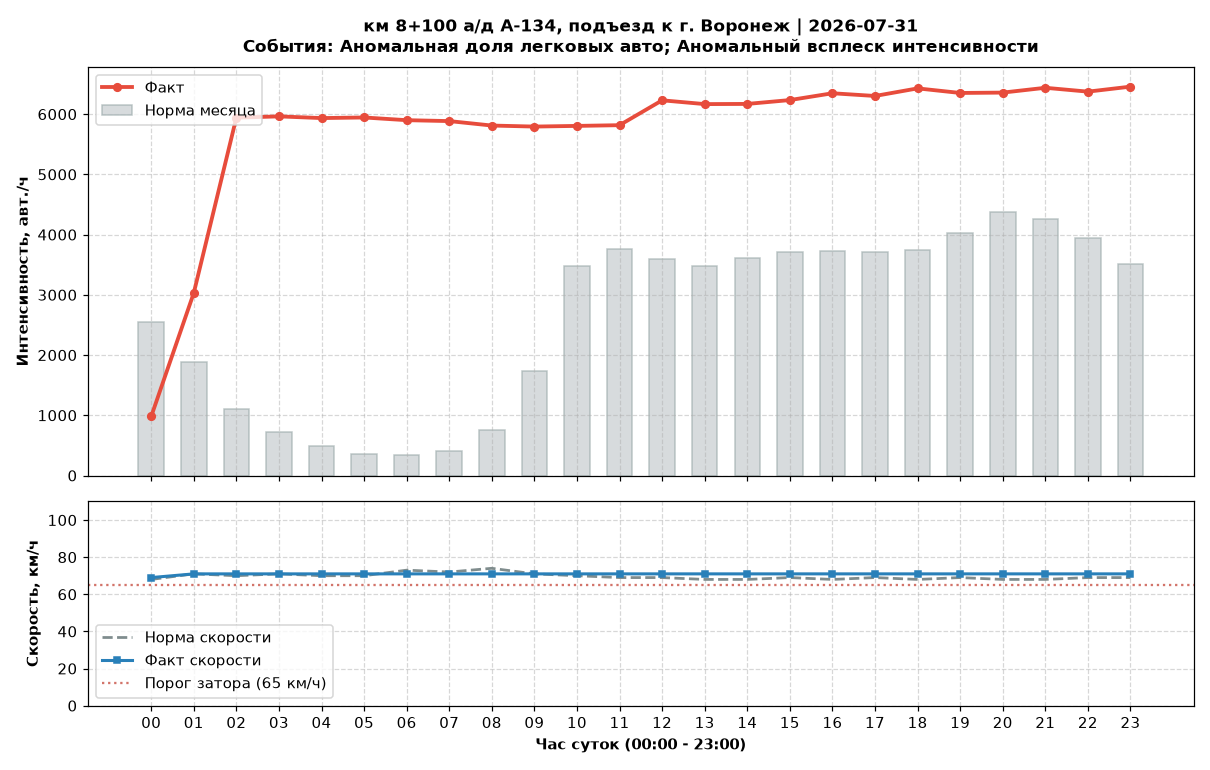 км 8+100 а/д А-134, подъезд к г. Воронеж | 2026-07-31
События: Аномальная доля легковых авто; Аномальный всплеск интенсивности
Факт
Норма месяца
Интенсивность, авт./ч
6000
5000
4000
3000
2000
1000
0
Скорость, км/ч
100
80
60
40
20
0
Норма скорости
Факт скорости
Порог затора (65 км/ч)
00 01 02 03 04 05 06 07 08 09 10 11 12 13 14 15 16 17 18 19 20 21 22 23
Час суток (00:00 - 23:00)